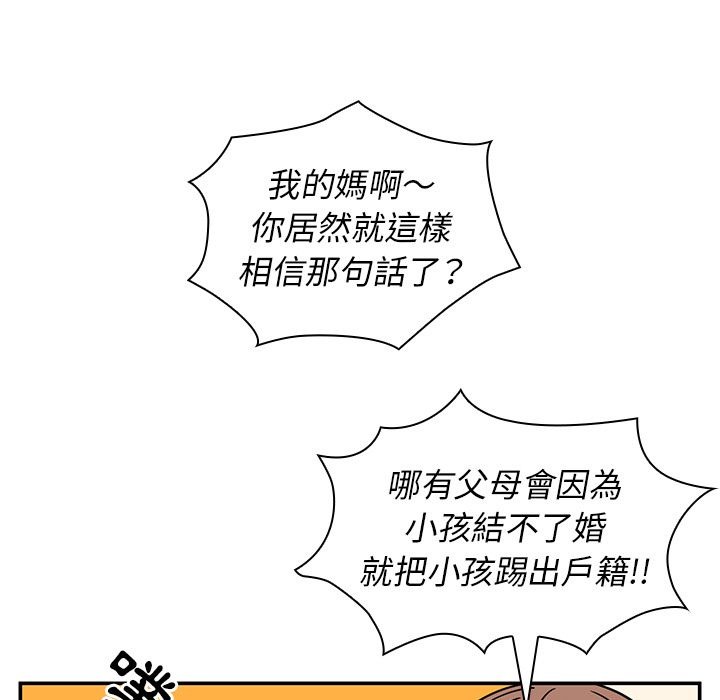 我的媽啊～
你居然就這樣
相信那句話了？
哪有父母會因為
小孩結不了婚
就把小孩踢出戶籍!!
噗